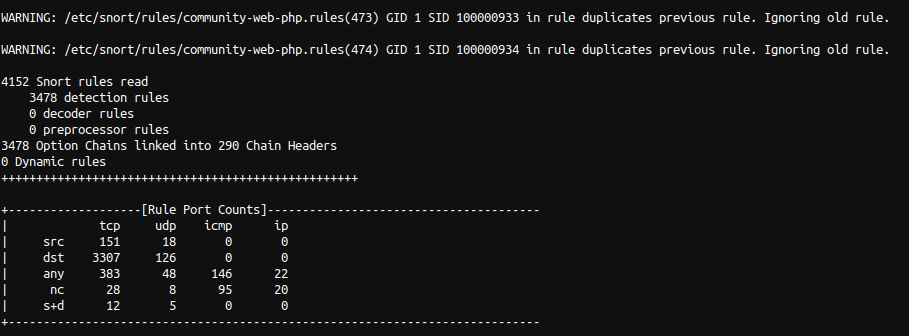 WARNING: /etc/snort/rules/community-web-php.rules(473) GID 1 SID 100000933 in rule duplicates previous rule. Ignoring old rule.
WARNING: /etc/snort/rules/community-web-php.rules(474) GID 1 SID 100000934 in rule duplicates previous rule. Ignoring old rule.
4152 Snort rules read
    3478 detection rules
    0 decoder rules
    0 preprocessor rules
3478 Option Chains linked into 290 Chain Headers
0 Dynamic rules
+++++++++++++++++++++++++++++++++++++++++++++++++++
+-------------------[Rule Port Counts]---------------------------------------
|             tcp     udp    icmp      ip
|     src     151      18       0       0
|     dst    3307     126       0       0
|     any     383      48     146      22
|      nc      28       8      95      20
|     s+d      12       5       0       0
+----------------------------------------------------------------------------